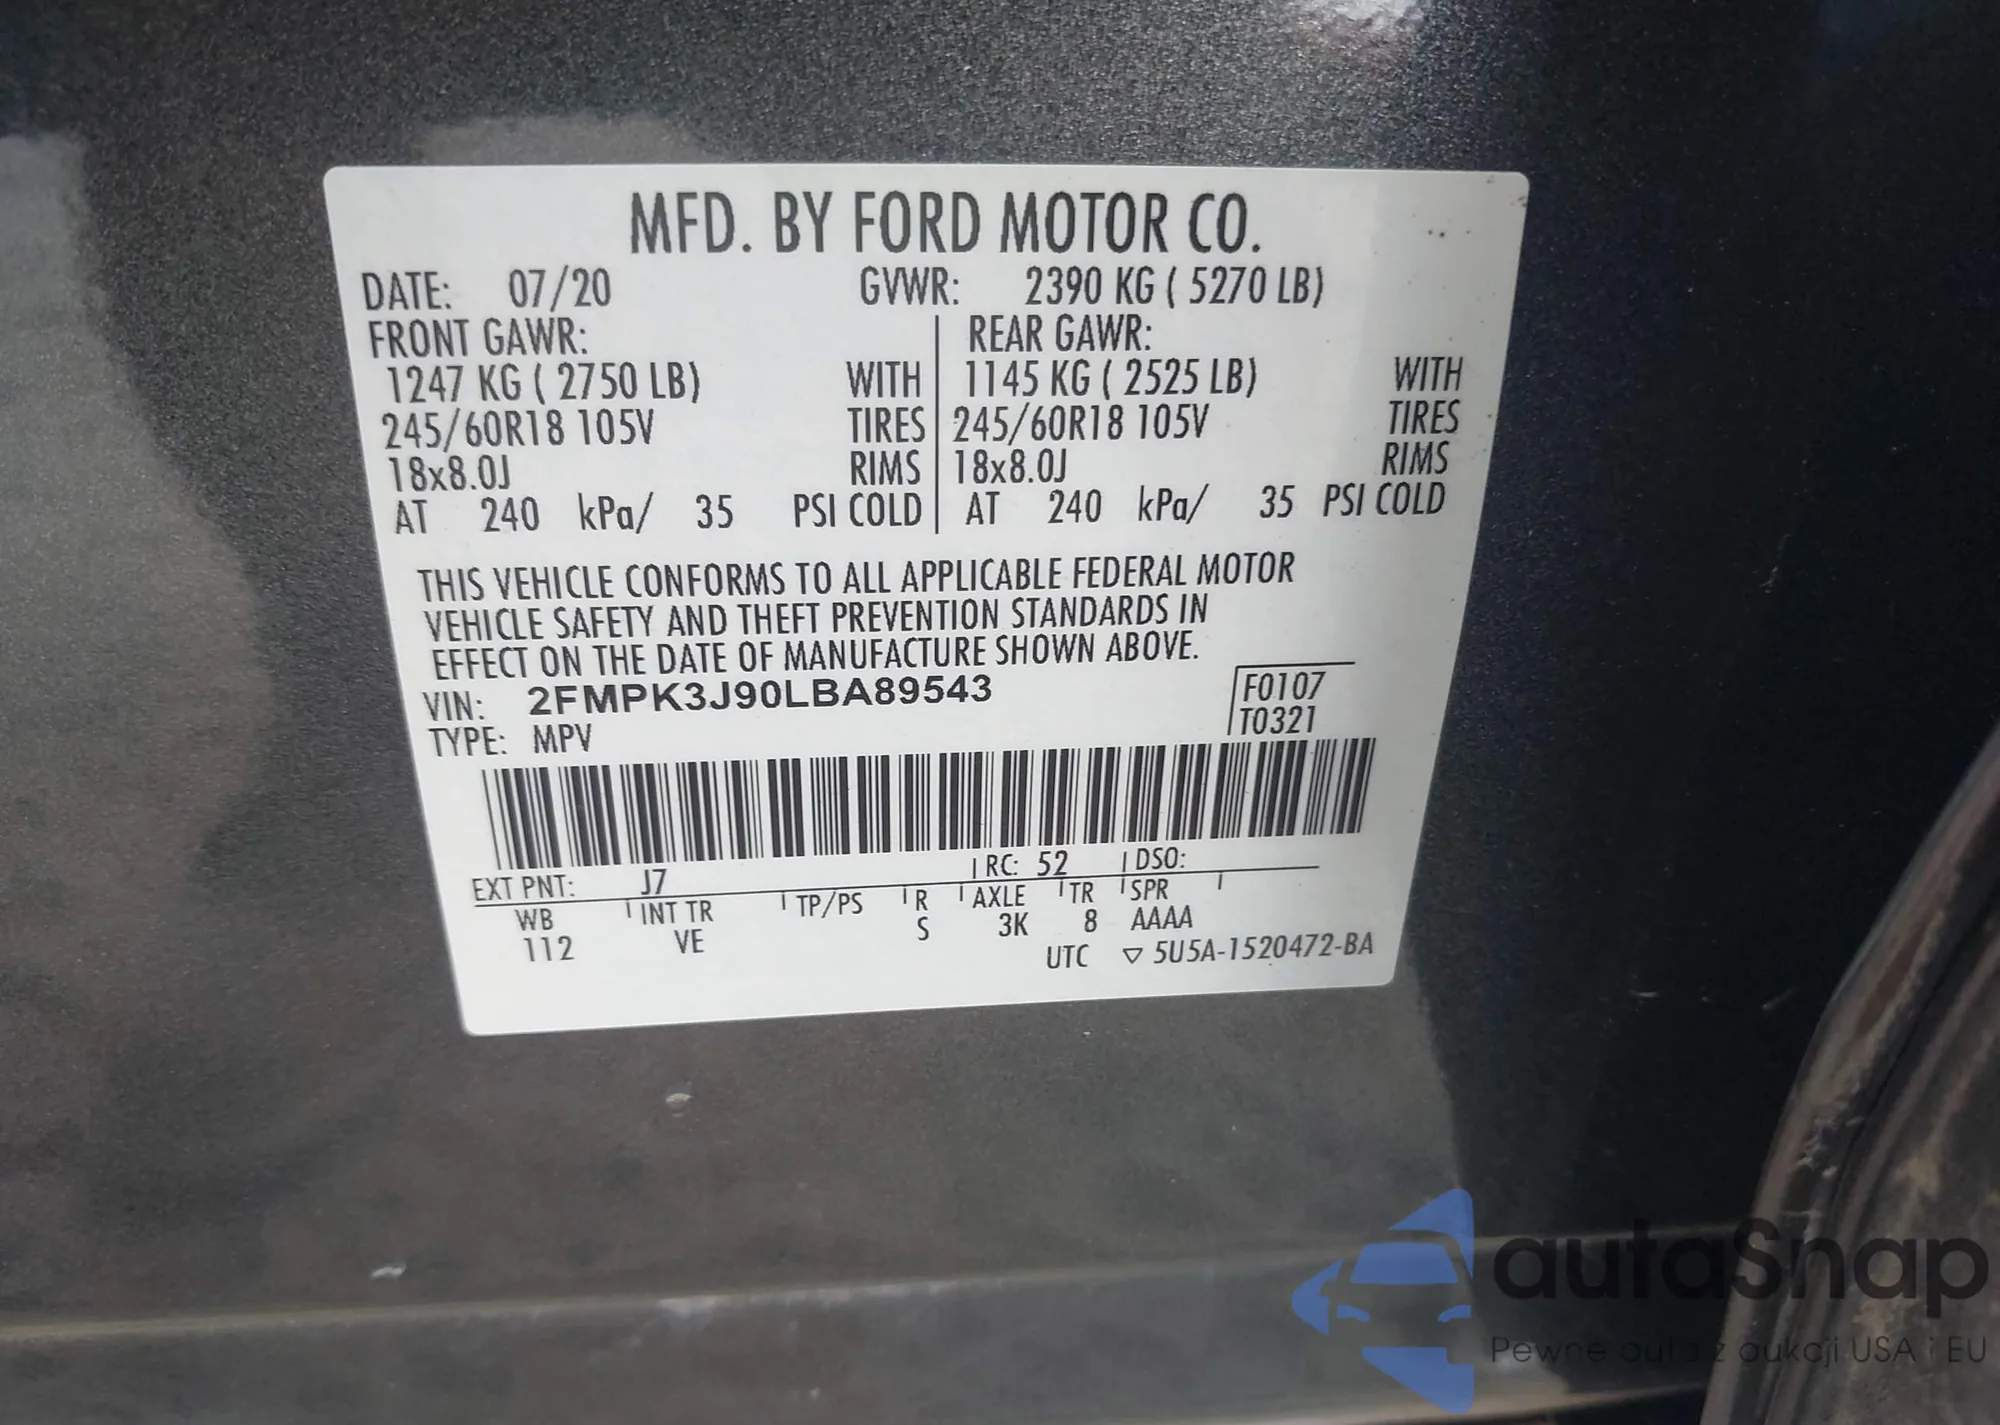 MFD. BY FORD MOTOR CO.
DATE: 07/20 GVWR: 2390 KG ( 5270 LB)
FRONT GAWR: REAR GAWR:
1247 KG ( 2750 LB) WITH 1145 KG ( 2525 LB) WITH
245/60R18 105V TIRES 245/60R18 105V TIRES
18x8.0J RIMS 18x8.0J RIMS
AT 240 kPa/ 35 PSI COLD AT 240 kPa/ 35 PSI COLD
THIS VEHICLE CONFORMS TO ALL APPLICABLE FEDERAL MOTOR
VEHICLE SAFETY AND THEFT PREVENTION STANDARDS IN
EFFECT ON THE DATE OF MANUFACTURE SHOWN ABOVE.
VIN: 2FMPK3J90LBA89543 F0107
TYPE: MPV T0321
EXT PNT: J7 RC: 52 DSO:
WB INT TR TP/PS R AXLE TR SPR
112 VE S 3K 8 AAAA
UTC ▽ 5U5A-1520472-BA
autaSnap
Pewne auta z aukcji USA i EU